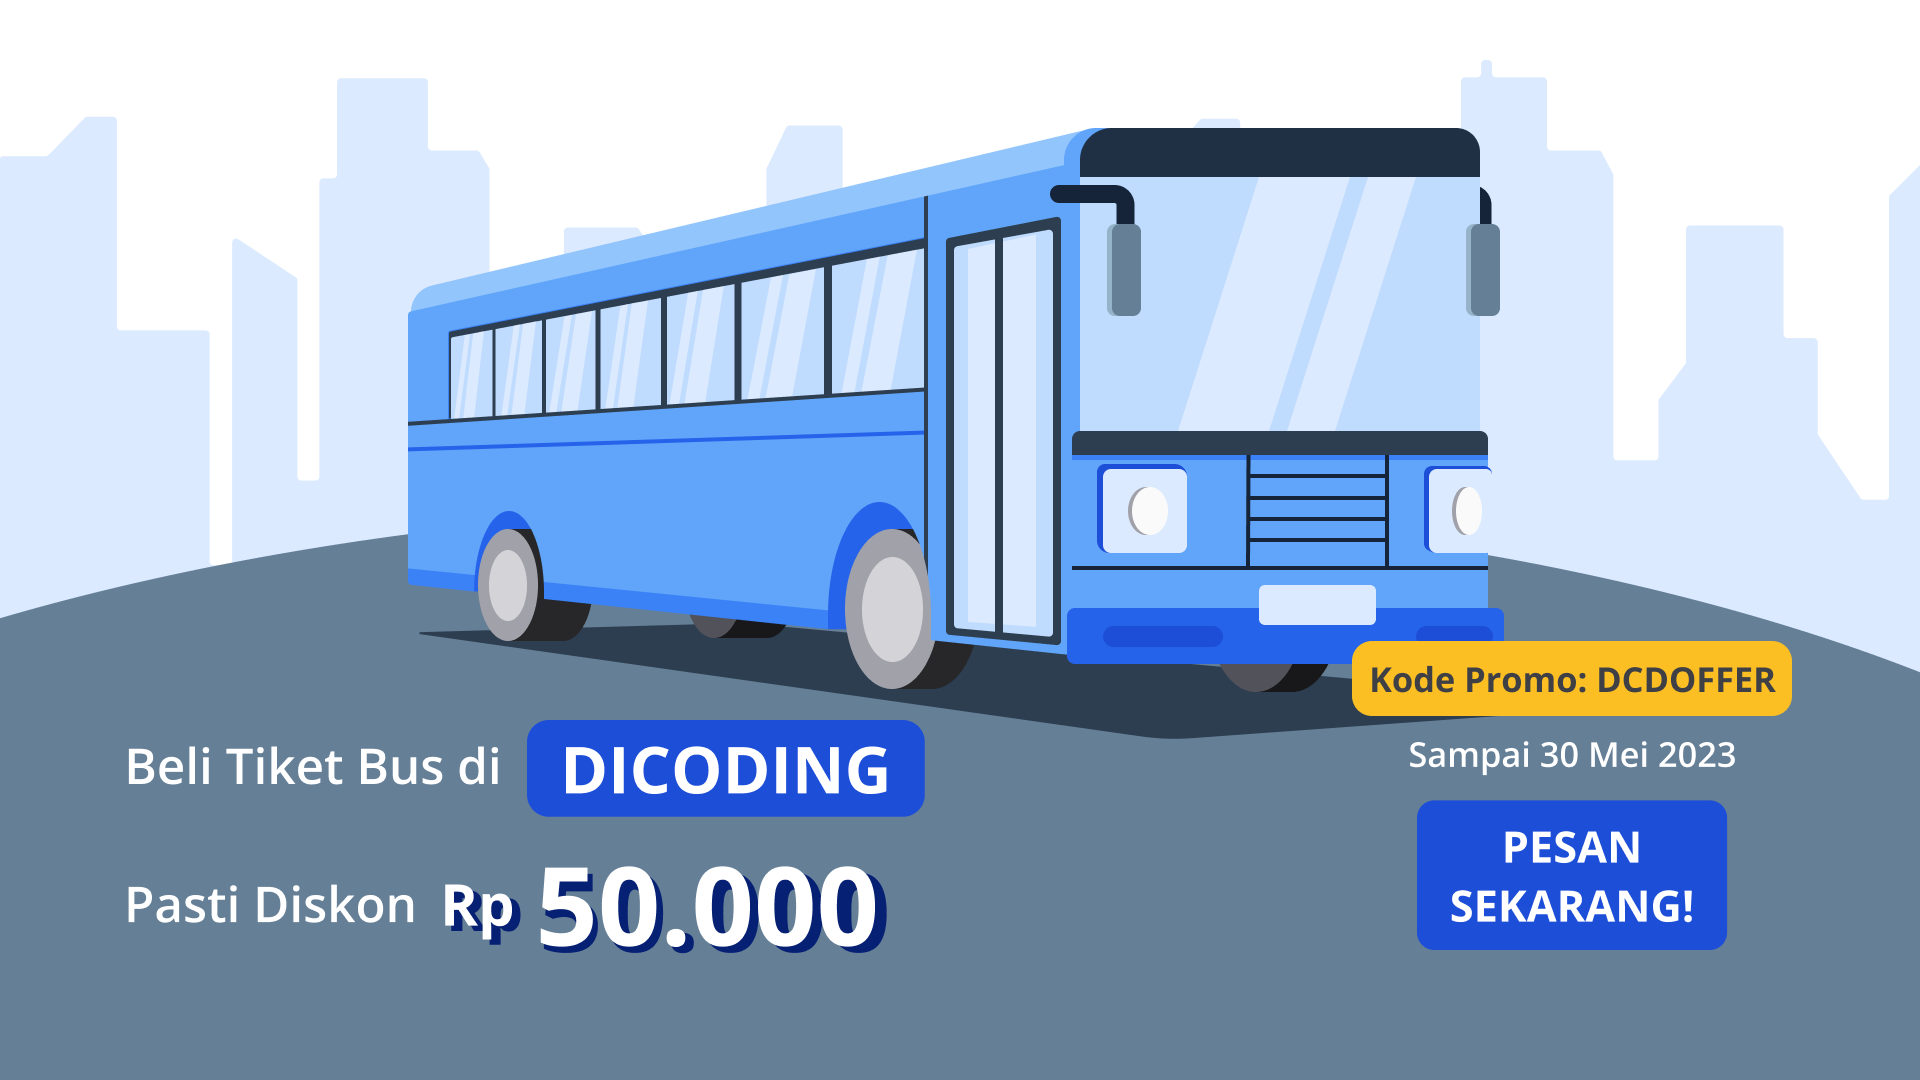 Beli Tiket Bus di DICODING
Pasti Diskon Rp 50.000
Kode Promo: DCDOFFER
Sampai 30 Mei 2023
PESAN
SEKARANG!